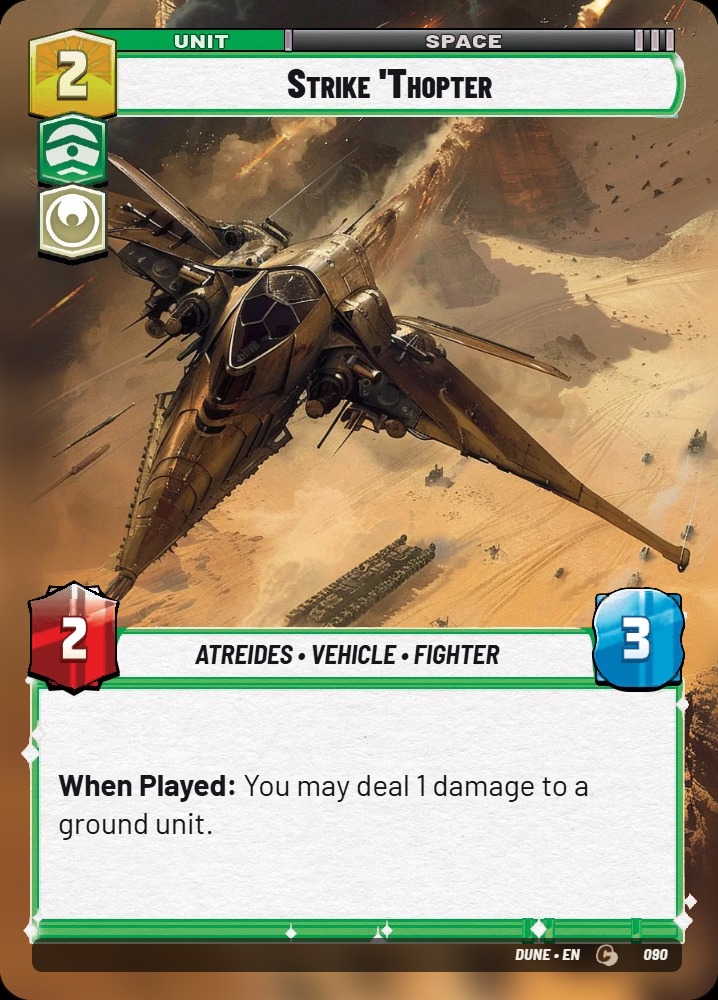 UNIT SPACE
2
STRIKE 'THOPTER
2
ATREIDES • VEHICLE • FIGHTER
3
When Played: You may deal 1 damage to a
ground unit.
DUNE • EN C 090